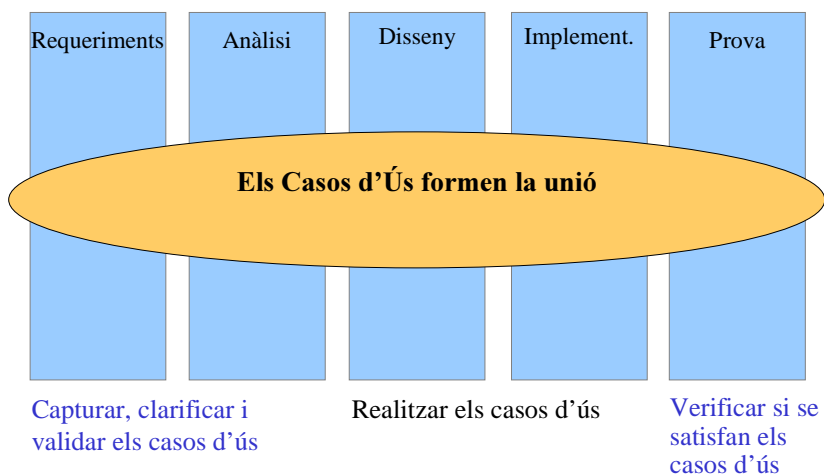 Requeriments
Anàlisi
Disseny
Implement.
Prova
Els Casos d’Ús formen la unió
Capturar, clarificar i
validar els casos d’ús
Realitzar els casos d’ús
Verificar si se
satisfan els
casos d’ús